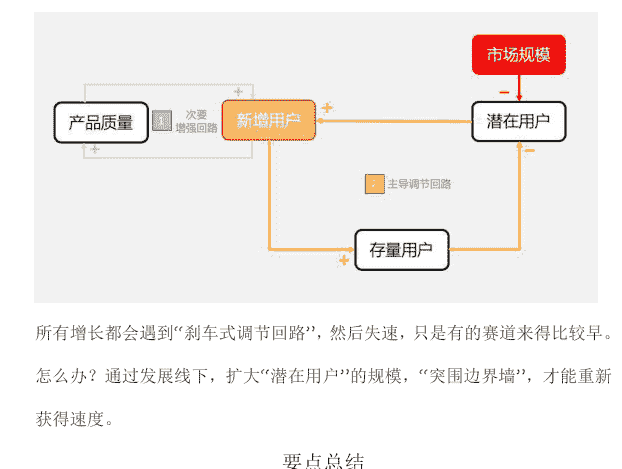 市场规模
−
+
产品质量
次要
增强回路
新增用户
+
潜在用户
+
−
主导调节回路
存量用户
+
所有增长都会遇到“刹车式调节回路”，然后失速，只是有的赛道来得比较早。
怎么办？通过发展线下，扩大“潜在用户”的规模，“突围边界墙”，才能重新
获得速度。
要点总结